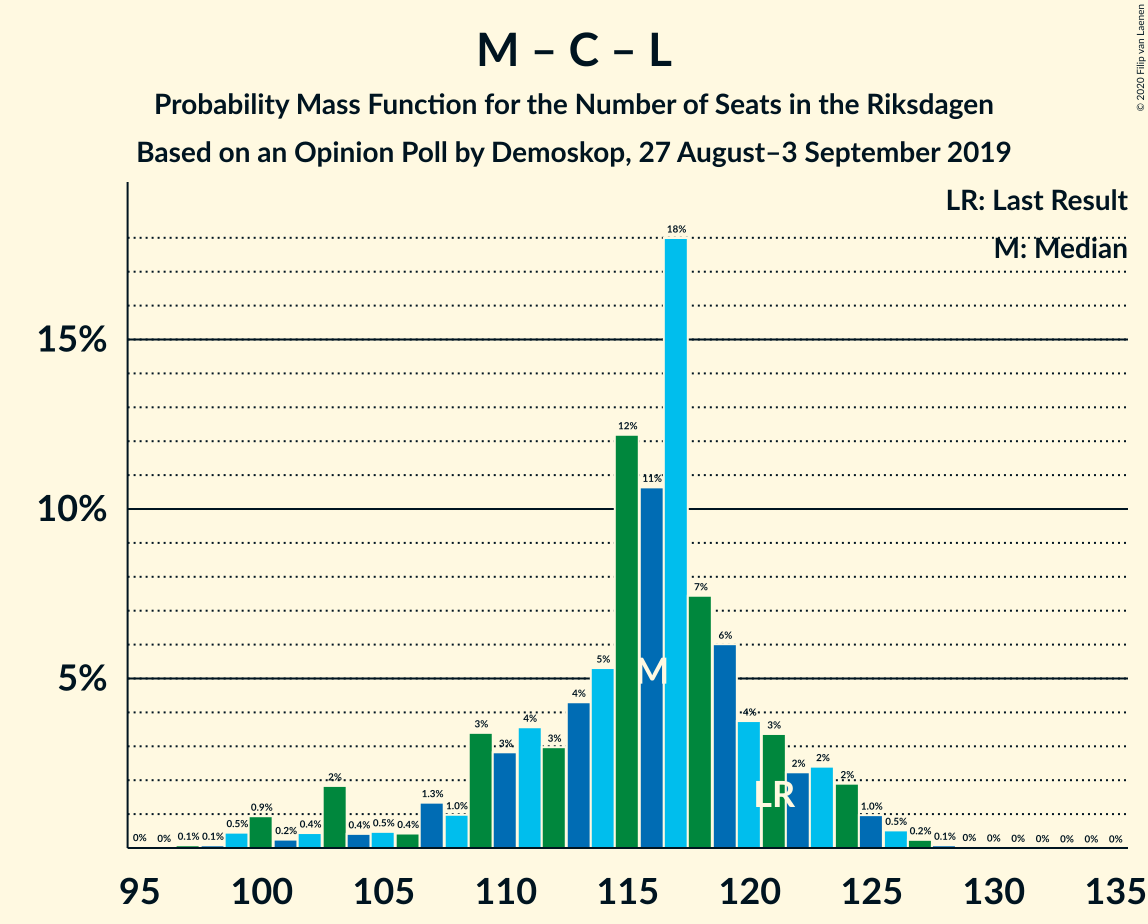 © 2020 Filip van Laenen
M – C – L
Probability Mass Function for the Number of Seats in the Riksdagen
Based on an Opinion Poll by Demoskop, 27 August–3 September 2019
LR: Last Result
M: Median
15%
10%
5%
0% 0% 0.1% 0.1% 0.5% 0.9% 0.2% 0.4% 2% 0.4% 0.5% 0.4% 1.3% 1.0% 3% 3% 4% 3% 4% 5% 12% 11% 18% 7% 6% 4% 3% 2% 2% 2% 1.0% 0.5% 0.2% 0.1% 0% 0% 0% 0% 0% 0% 0%
M
LR
95 100 105 110 115 120 125 130 135